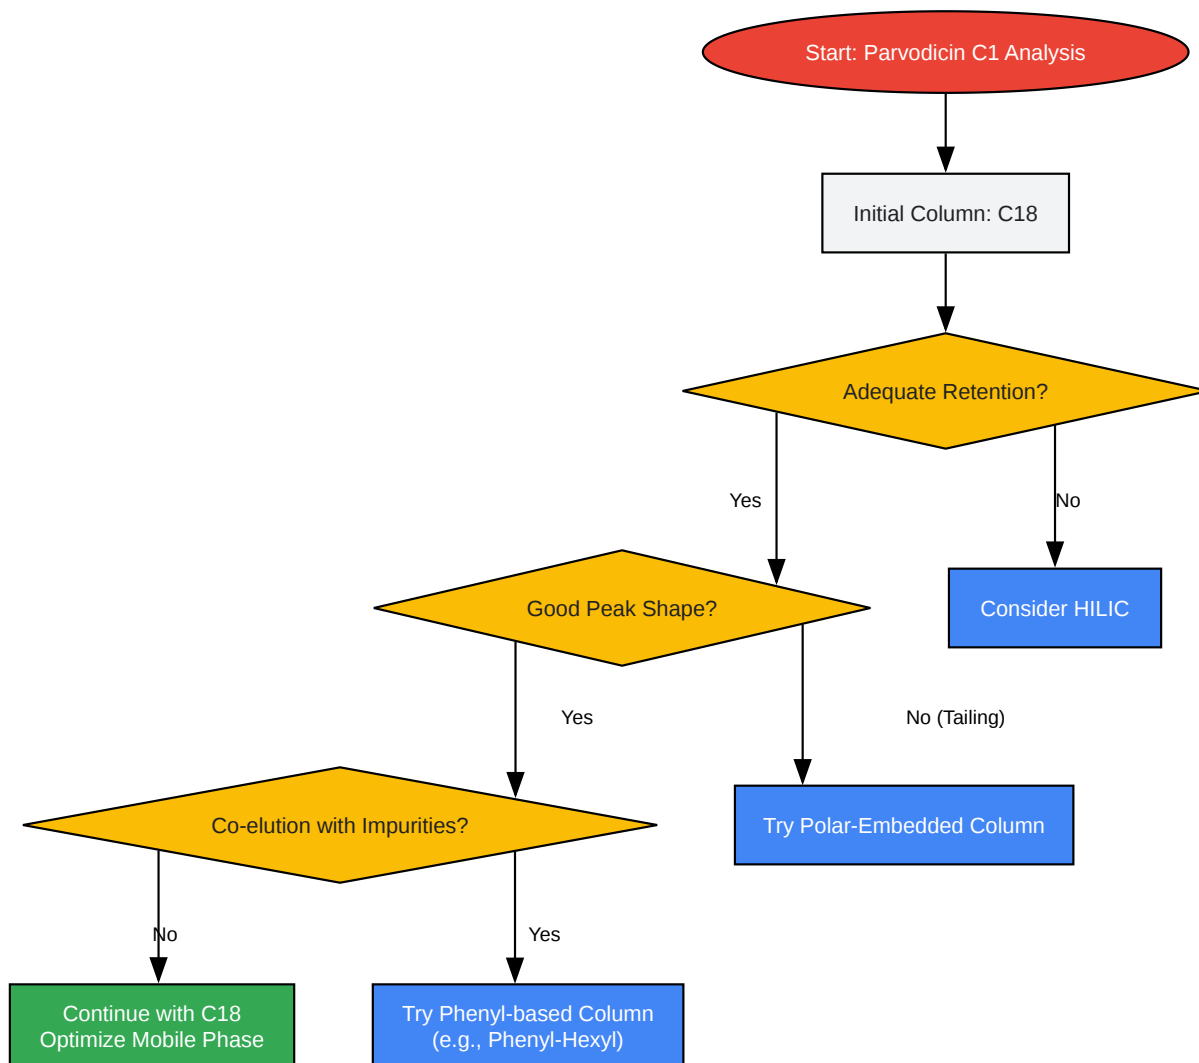 Start: Parvodicin C1 Analysis
Initial Column: C18
Adequate Retention?
Yes
No
Good Peak Shape?
Consider HILIC
Yes
No (Tailing)
Co-elution with Impurities?
Try Polar-Embedded Column
No
Yes
Continue with C18
Optimize Mobile Phase
Try Phenyl-based Column
(e.g., Phenyl-Hexyl)